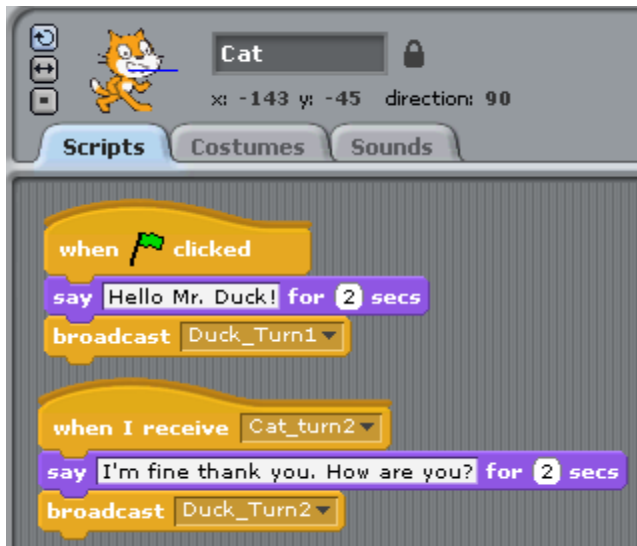 Cat
x: -143 y: -45 direction: 90
Scripts Costumes Sounds
when clicked
say Hello Mr. Duck! for 2 secs
broadcast Duck_Turn1
when I receive Cat_turn2
say I'm fine thank you. How are you? for 2 secs
broadcast Duck_Turn2